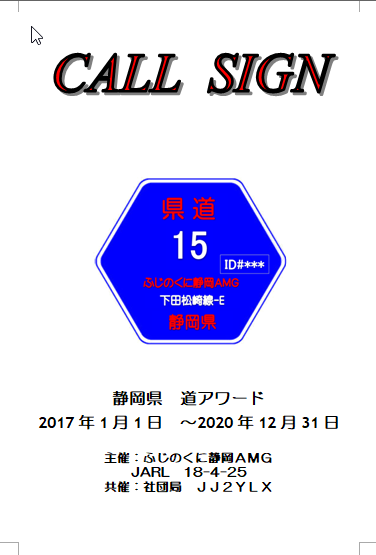 CALL SIGN
県道
15
ID#***
ふじのくに静岡AMG
下田松崎線-E
静岡県
静岡県　道アワード
2017年1月1日　～2020年12月31日
主催：ふじのくに静岡ＡＭＧ
JARL　18-4-25
共催：社団局　ＪＪ２ＹＬＸ